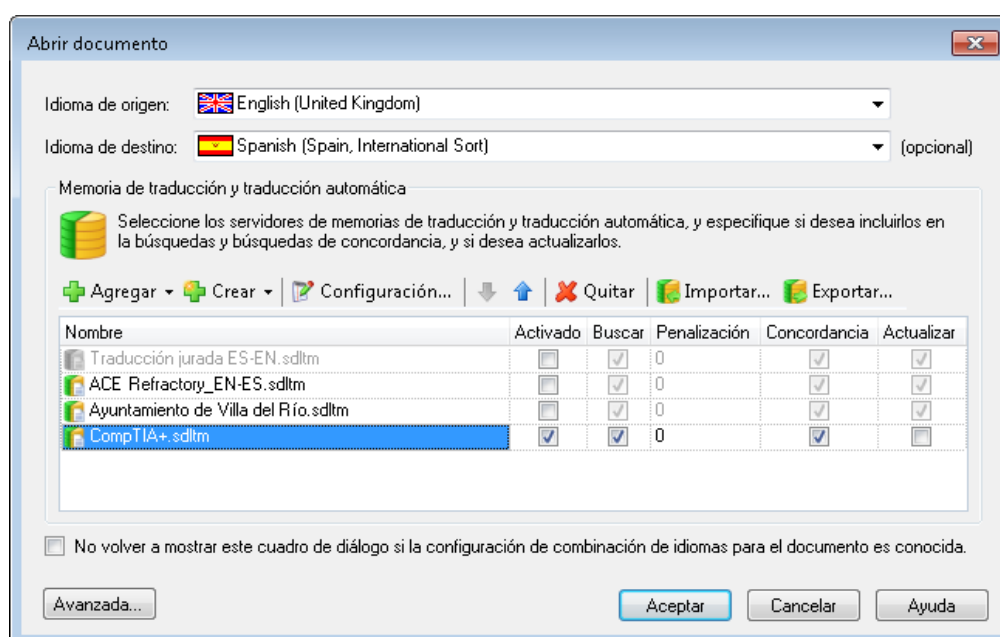 Abrir documento
Idioma de origen: English (United Kingdom)
Idioma de destino: Spanish (Spain, International Sort) (opcional)
Memoria de traducción y traducción automática
Seleccione los servidores de memorias de traducción y traducción automática, y especifique si desea incluirlos en
la búsquedas y búsquedas de concordancia, y si desea actualizarlos.
Agregar Crear Configuración... Quitar Importar... Exportar...
Nombre Activado Buscar Penalización Concordancia Actualizar
Traducción jurada ES-EN.sdltm 0
ACE Refractory_EN-ES.sdltm 0
Ayuntamiento de Villa del Río.sdltm 0
CompTIA+.sdltm 0
No volver a mostrar este cuadro de diálogo si la configuración de combinación de idiomas para el documento es conocida.
Avanzada... Aceptar Cancelar Ayuda